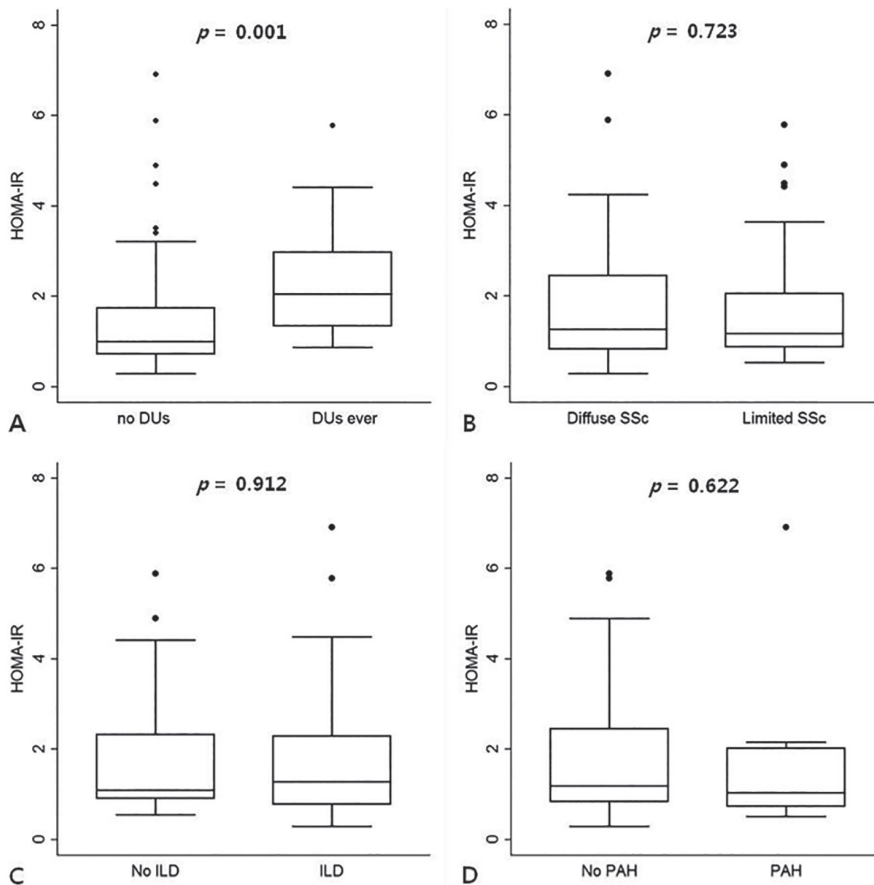 p = 0.001
HOMA-IR
8
6
4
2
0
no DUs
DUs ever
A
p = 0.723
HOMA-IR
8
6
4
2
0
Diffuse SSc
Limited SSc
B
p = 0.912
HOMA-IR
8
6
4
2
0
No ILD
ILD
C
p = 0.622
HOMA-IR
8
6
4
2
0
No PAH
PAH
D